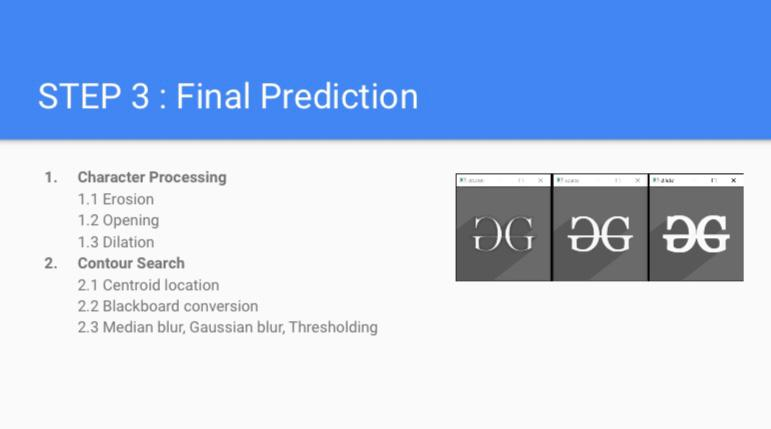 STEP 3 : Final Prediction
1. Character Processing
1.1 Erosion
1.2 Opening
1.3 Dilation
2. Contour Search
2.1 Centroid location
2.2 Blackboard conversion
2.3 Median blur, Gaussian blur, Thresholding